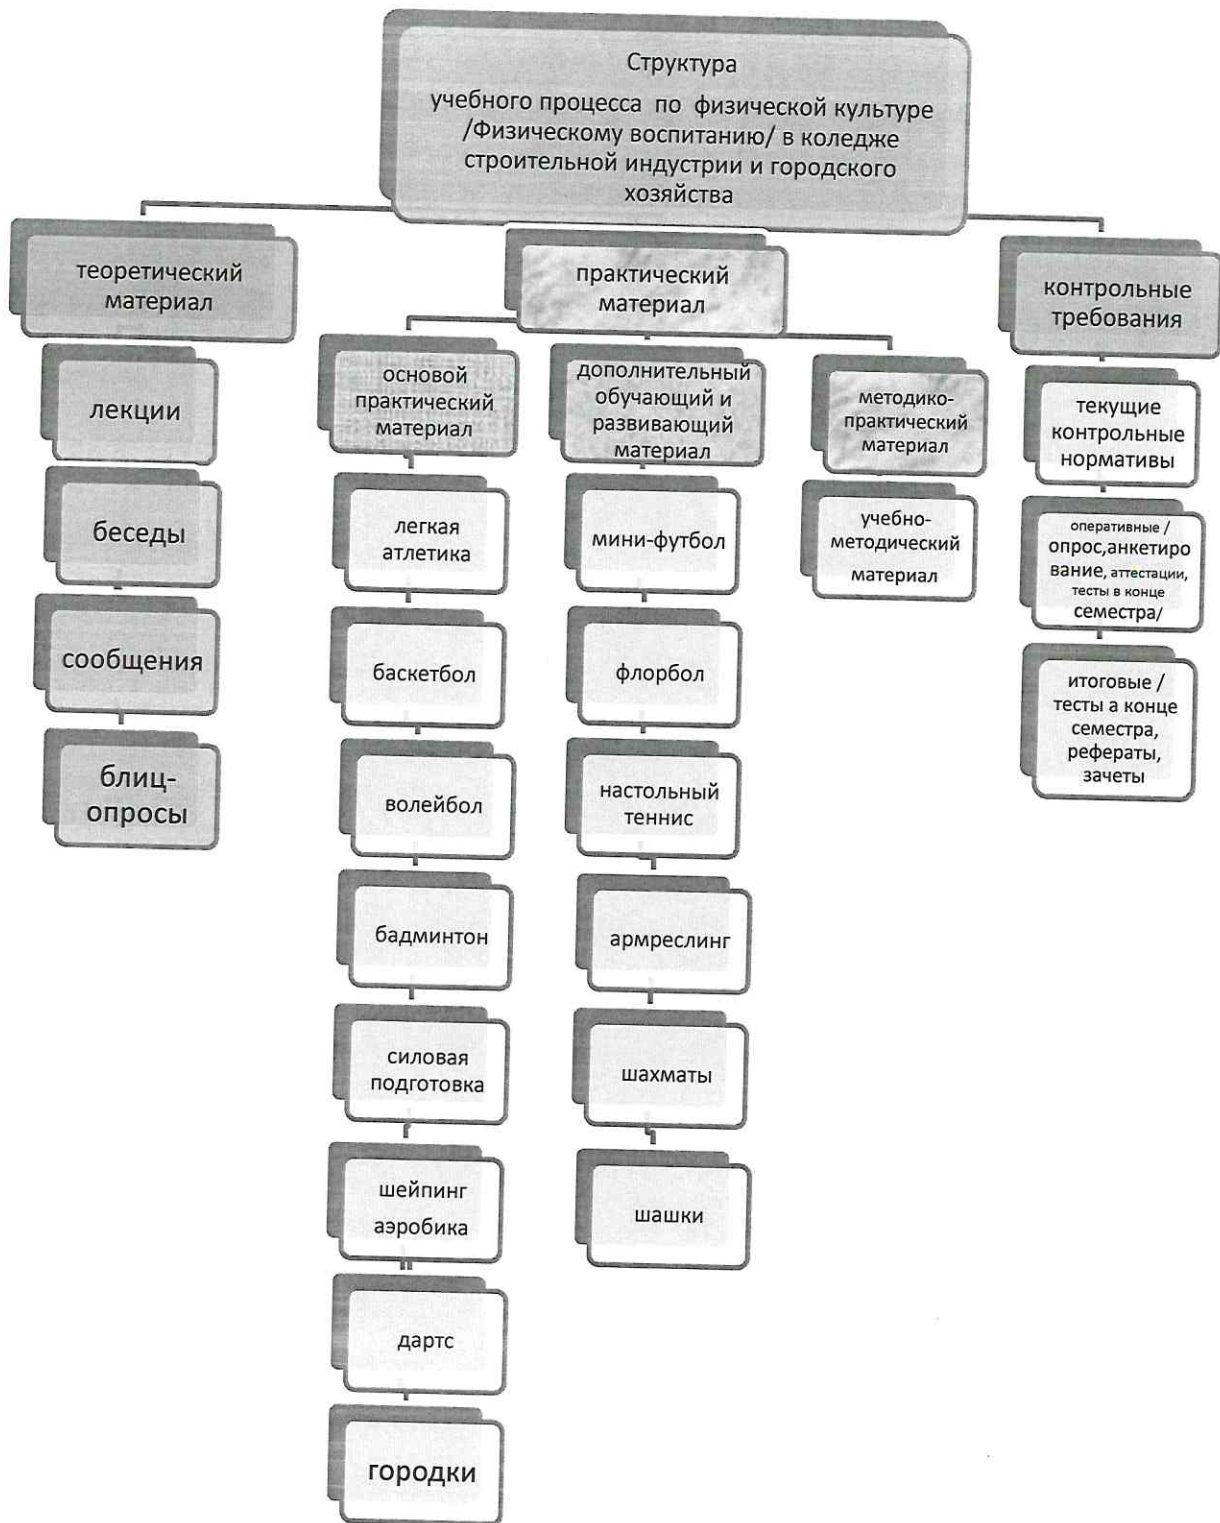 Структура
учебного процесса по физической культуре
/Физическому воспитанию/ в коледже
строительной индустрии и городского
хозяйства
теоретический
материал
лекции
беседы
сообщения
блиц-
опросы
практический
материал
основой
практический
материал
легкая
атлетика
баскетбол
волейбол
бадминтон
силовая
подготовка
шейпинг
аэробика
дартс
городки
дополнительный
обучающий и
развивающий
материал
мини-футбол
флорбол
настольный
теннис
армреслинг
шахматы
шашки
методико-
практический
материал
учебно-
методический
материал
контрольные
требования
текущие
контрольные
нормативы
оперативные /
опрос,анкетиро
вание, аттестации,
тесты в конце
семестра/
итоговые /
тесты а конце
семестра,
рефераты,
зачеты